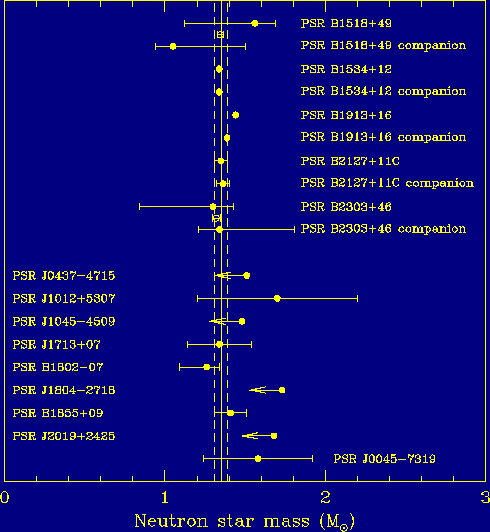 PSR B1518+49
PSR B1518+49 companion
PSR B1534+12
PSR B1534+12 companion
PSR B1913+16
PSR B1913+16 companion
PSR B2127+11C
PSR B2127+11C companion
PSR B2303+46
PSR B2303+46 companion
PSR J0437−4715
PSR J1012+5307
PSR J1045−4509
PSR J1713+07
PSR B1802−07
PSR J1804−2718
PSR B1855+09
PSR J2019+2425
PSR J0045−7319
0 1 2 3
Neutron star mass (M☉)